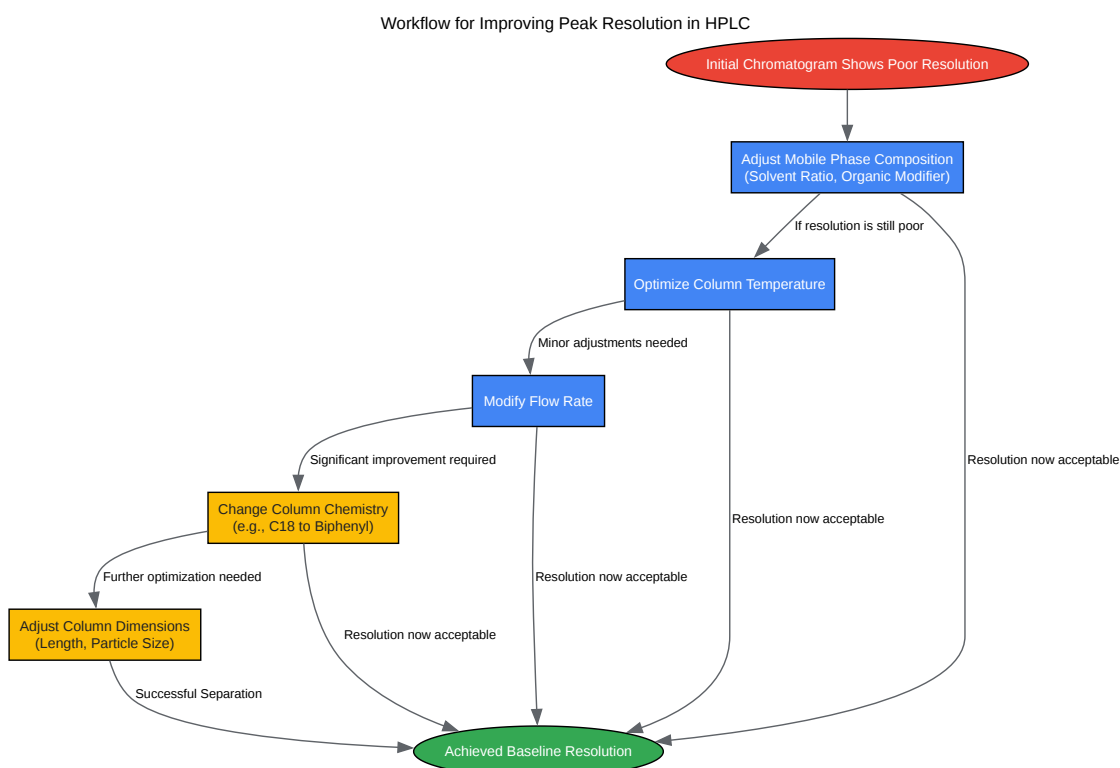 Workflow for Improving Peak Resolution in HPLC
Initial Chromatogram Shows Poor Resolution
Adjust Mobile Phase Composition
(Solvent Ratio, Organic Modifier)
If resolution is still poor
Optimize Column Temperature
Minor adjustments needed
Modify Flow Rate
Significant improvement required
Resolution now acceptable
Change Column Chemistry
(e.g., C18 to Biphenyl)
Resolution now acceptable
Further optimization needed
Resolution now acceptable
Adjust Column Dimensions
(Length, Particle Size)
Resolution now acceptable
Successful Separation
Achieved Baseline Resolution